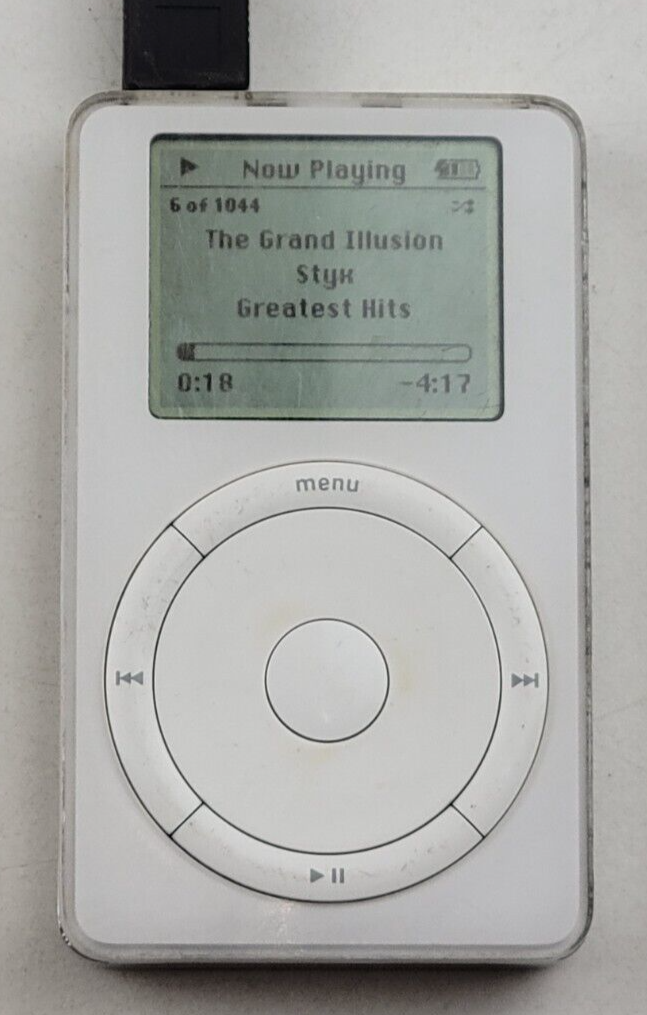 Now Playing
6 of 1044
The Grand Illusion
Styx
Greatest Hits
0:18 -4:17
menu